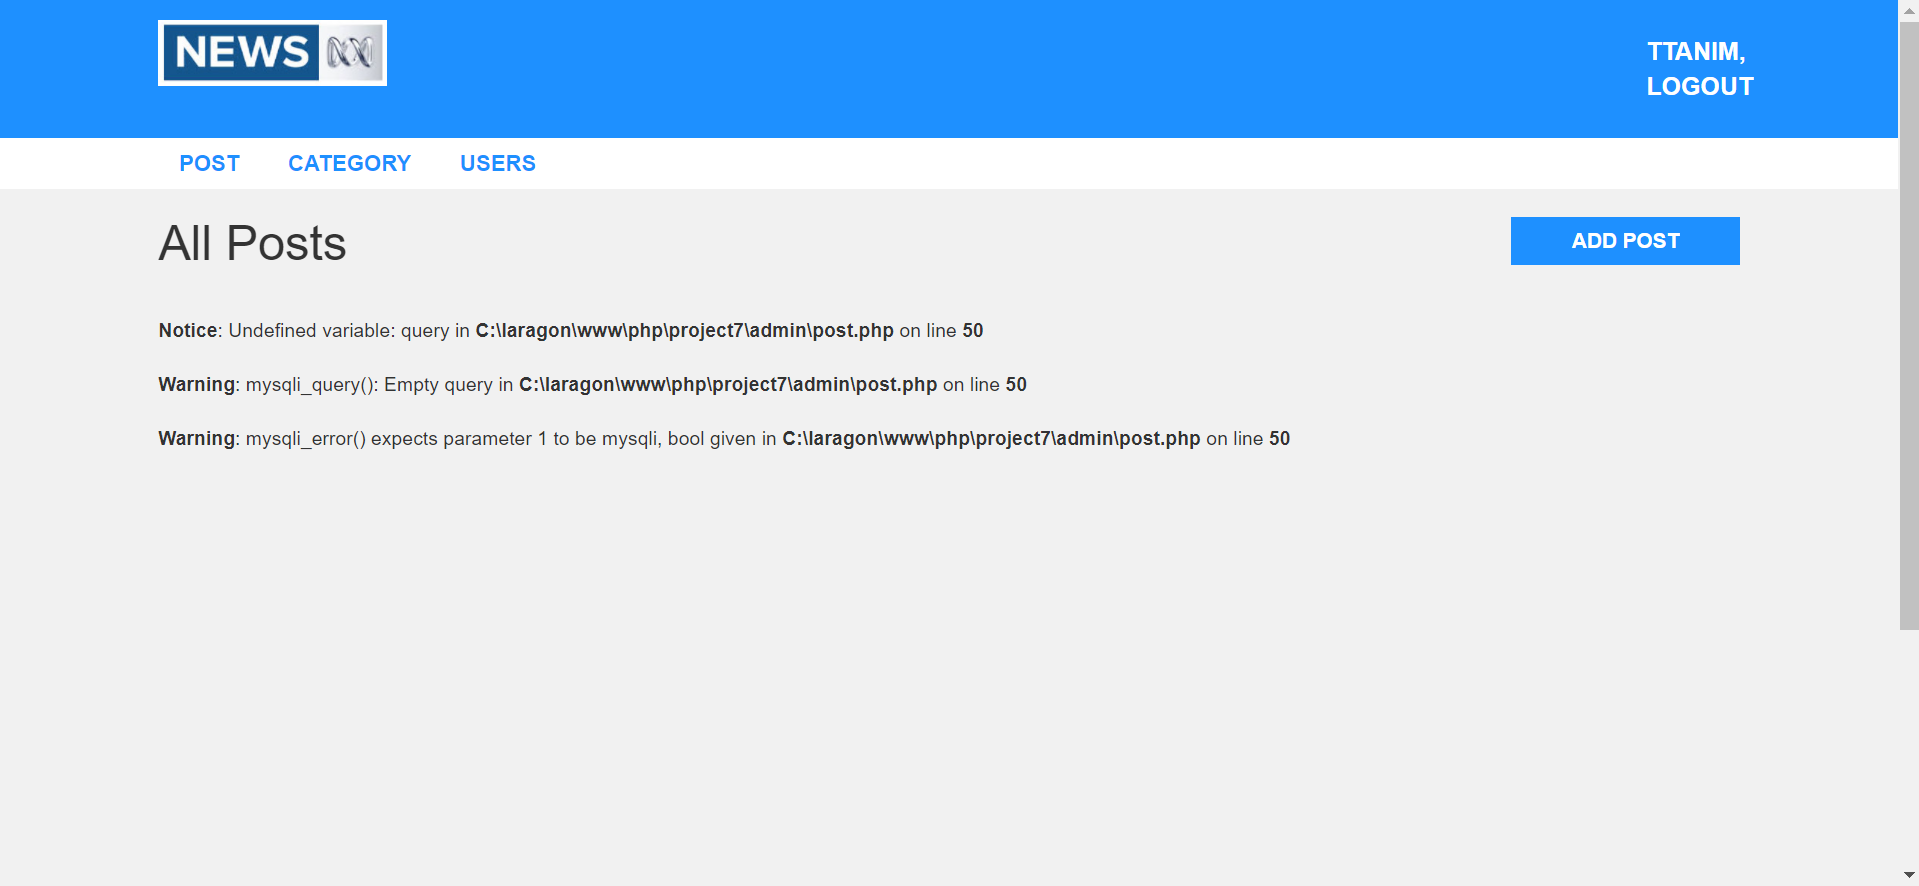 NEWS
TTANIM,
LOGOUT
POST CATEGORY USERS
All Posts
ADD POST
Notice: Undefined variable: query in C:\laragon\www\php\project7\admin\post.php on line 50
Warning: mysqli_query(): Empty query in C:\laragon\www\php\project7\admin\post.php on line 50
Warning: mysqli_error() expects parameter 1 to be mysqli, bool given in C:\laragon\www\php\project7\admin\post.php on line 50